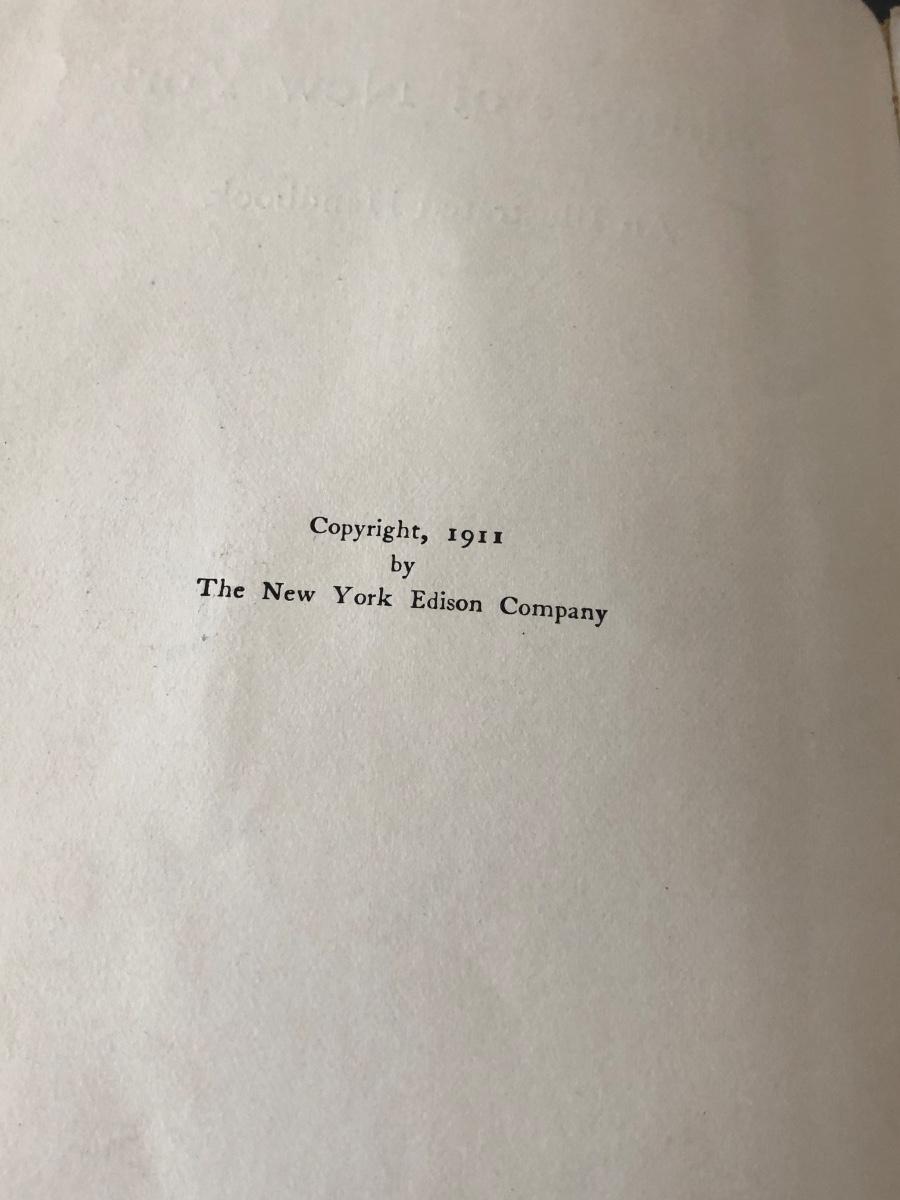 Copyright, 1911
by
The New York Edison Company